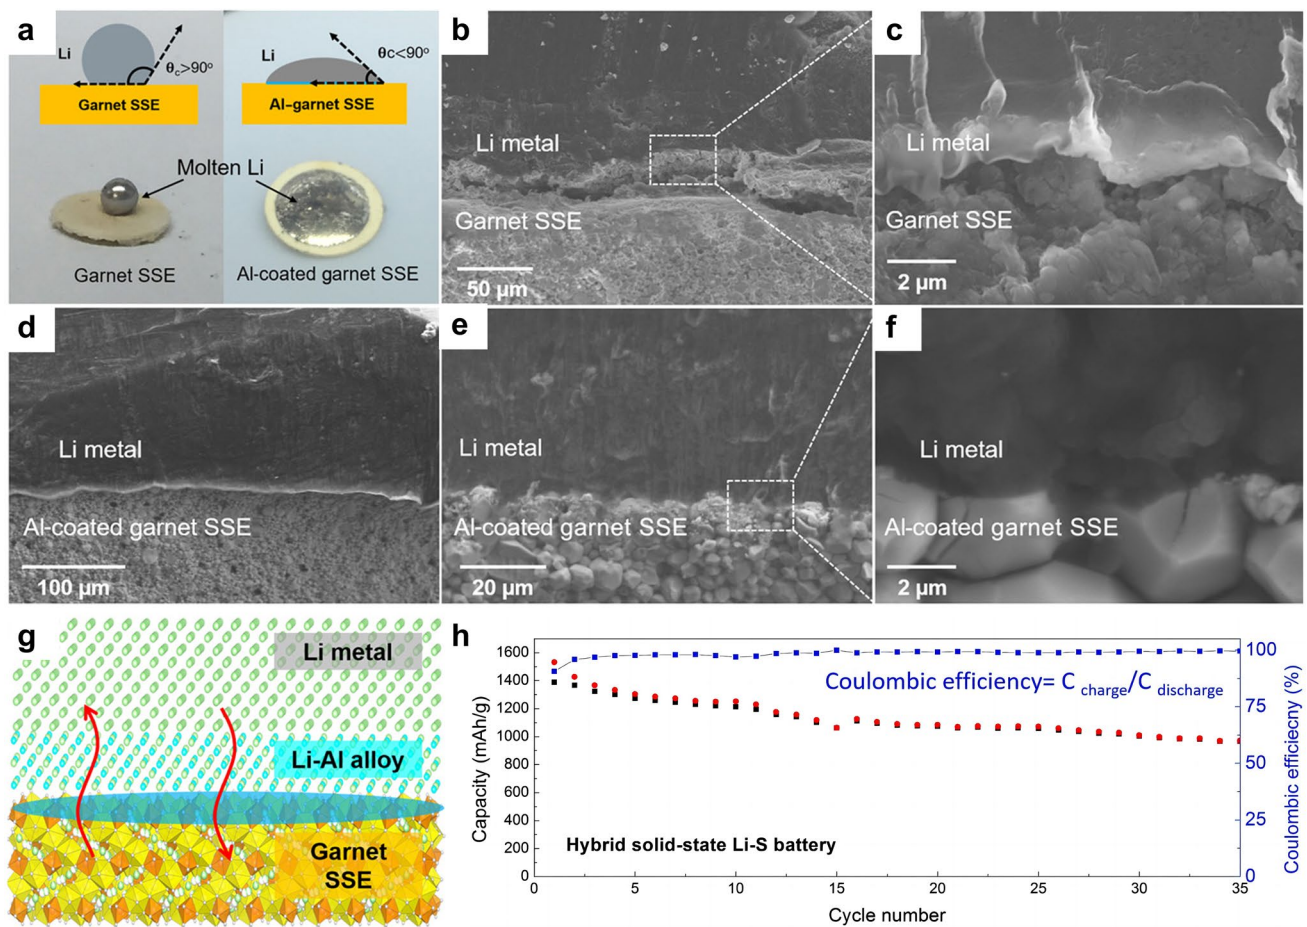 a
Li
θc>90°
Garnet SSE
Li
θc<90°
Al–garnet SSE
Molten Li
Garnet SSE
Al-coated garnet SSE
b
Li metal
Garnet SSE
50 µm
c
Li metal
Garnet SSE
2 µm
d
Li metal
Al-coated garnet SSE
100 µm
e
Li metal
Al-coated garnet SSE
20 µm
f
Li metal
Al-coated garnet SSE
2 µm
g
Li metal
Li-Al alloy
Garnet
SSE
h
Capacity (mAh/g)
1600
1400
1200
1000
800
600
400
200
0
Coulombic efficiency= C charge/C discharge
Hybrid solid-state Li-S battery
100
75
50
25
0
Coulombic efficiecny (%)
0 5 10 15 20 25 30 35
Cycle number